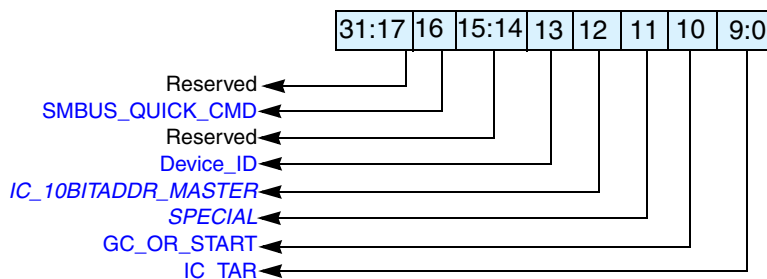 31:17 16 15:14 13 12 11 10 9:0
Reserved
SMBUS_QUICK_CMD
Reserved
Device_ID
IC_10BITADDR_MASTER
SPECIAL
GC_OR_START
IC_TAR